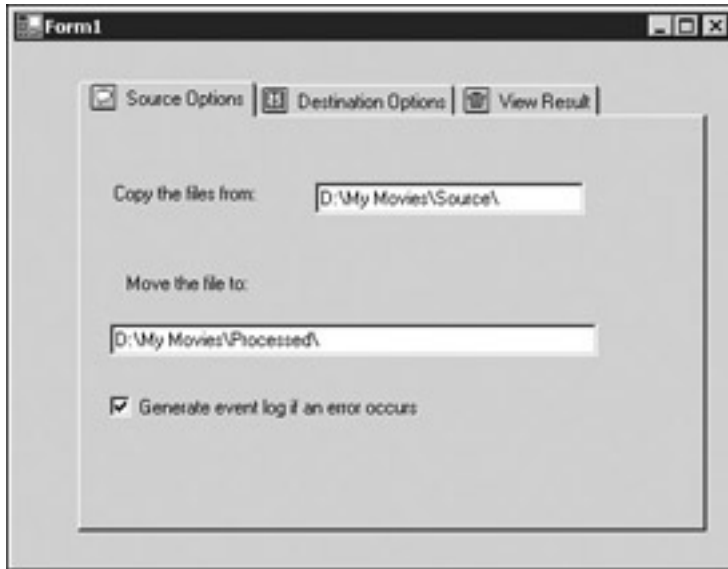 Form1
Source Options Destination Options View Result
Copy the files from: D:\My Movies\Source\
Move the file to:
D:\My Movies\Processed\
Generate event log if an error occurs